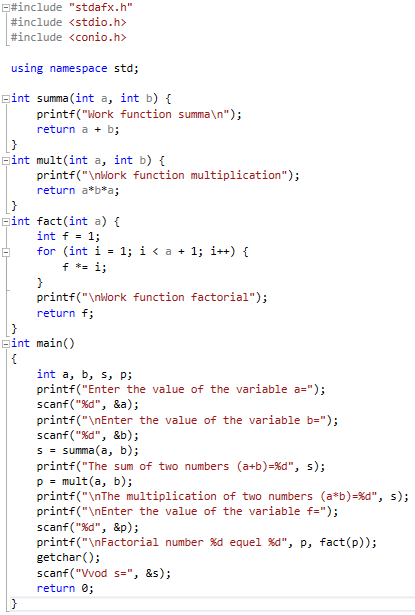 #include "stdafx.h"
#include <stdio.h>
#include <conio.h>

using namespace std;

int summa(int a, int b) {
    printf("Work function summa\n");
    return a + b;
}
int mult(int a, int b) {
    printf("\nWork function multiplication");
    return a*b*a;
}
int fact(int a) {
    int f = 1;
    for (int i = 1; i < a + 1; i++) {
        f *= i;
    }
    printf("\nWork function factorial");
    return f;
}
int main()
{
    int a, b, s, p;
    printf("Enter the value of the variable a=");
    scanf("%d", &a);
    printf("\nEnter the value of the variable b=");
    scanf("%d", &b);
    s = summa(a, b);
    printf("The sum of two numbers (a+b)=%d", s);
    p = mult(a, b);
    printf("\nThe multiplication of two numbers (a*b)=%d", s);
    printf("\nEnter the value of the variable f=");
    scanf("%d", &p);
    printf("\nFactorial number %d equel %d", p, fact(p));
    getchar();
    scanf("Vvod s=", &s);
    return 0;
}